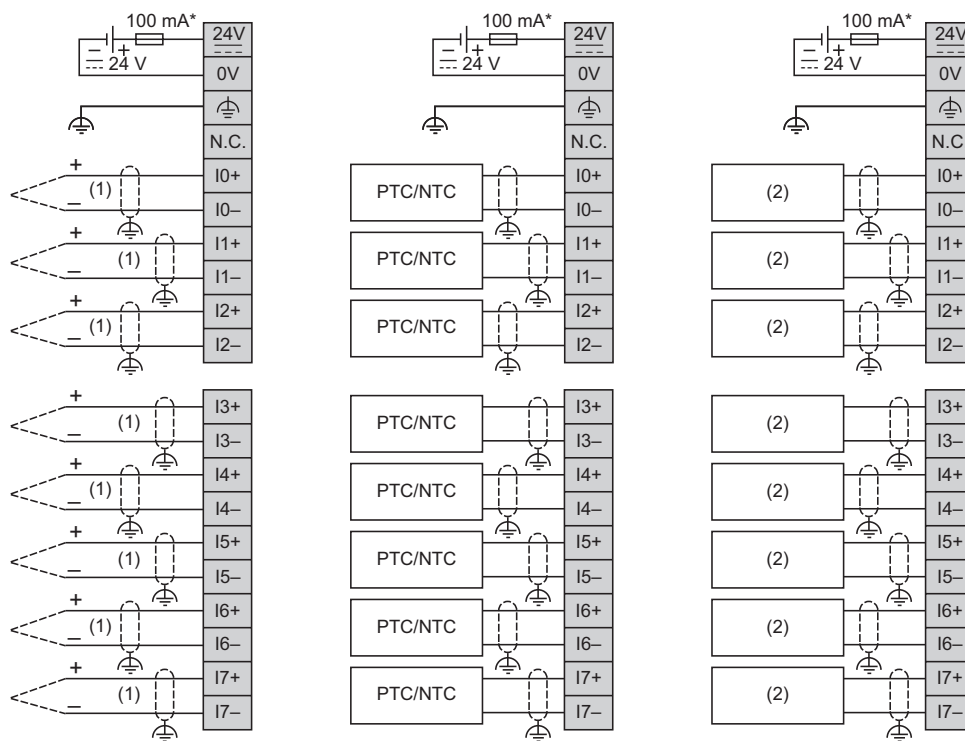 100 mA* 24V 100 mA* 24V 100 mA* 24V
– + – + – +
24 V 24 V 24 V
0V 0V 0V
N.C. N.C. N.C
+ (1) I0+ PTC/NTC I0+ (2) I0+
– I0– I0– I0–
+ (1) I1+ PTC/NTC I1+ (2) I1+
– I1– I1– I1–
+ (1) I2+ PTC/NTC I2+ (2) I2+
– I2– I2– I2–
+ (1) I3+ PTC/NTC I3+ (2) I3+
– I3– I3– I3–
+ (1) I4+ PTC/NTC I4+ (2) I4+
– I4– I4– I4–
+ (1) I5+ PTC/NTC I5+ (2) I5+
– I5– I5– I5–
+ (1) I6+ PTC/NTC I6+ (2) I6+
– I6– I6– I6–
+ (1) I7+ PTC/NTC I7+ (2) I7+
– I7– I7– I7–